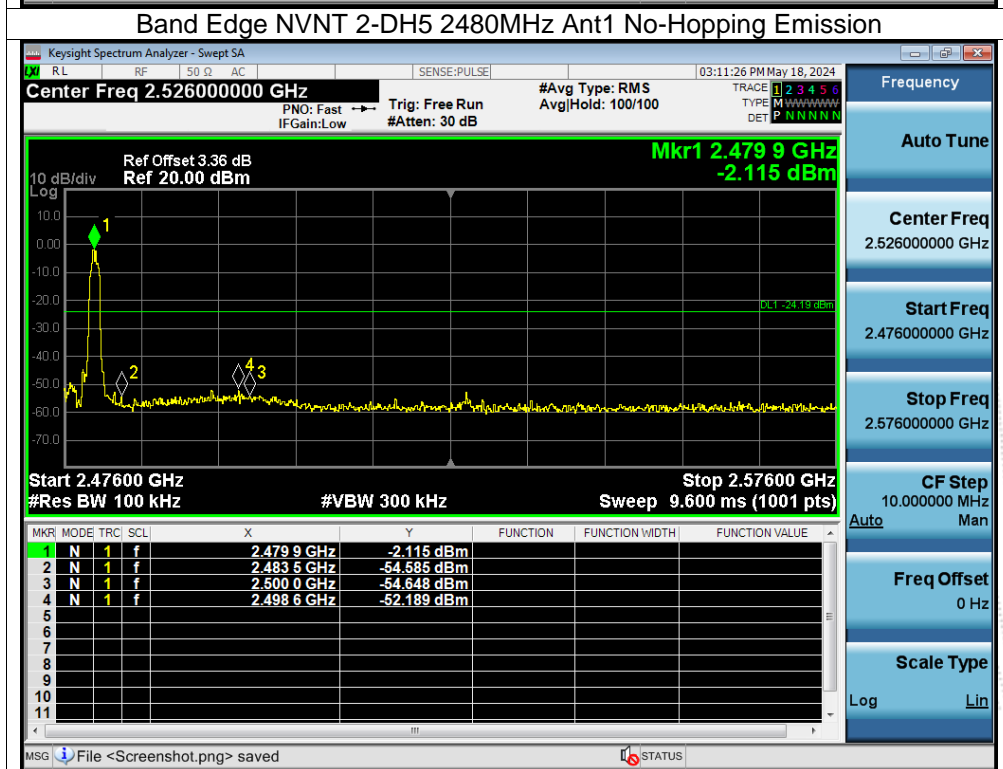 Band Edge NVNT 2-DH5 2480MHz Ant1 No-Hopping Emission
Keysight Spectrum Analyzer - Swept SA
LXI RL RF 50 Ω AC SENSE:PULSE 03:11:26 PM May 18, 2024
Center Freq 2.526000000 GHz #Avg Type: RMS TRACE 1 2 3 4 5 6
PNO: Fast Trig: Free Run Avg|Hold: 100/100 TYPE M WWWWW
IFGain:Low #Atten: 30 dB DET P N N N N N
Mkr1 2.479 9 GHz
Ref Offset 3.36 dB
10 dB/div Ref 20.00 dBm -2.115 dBm
Log
10.0
1
0.00
-10.0
-20.0
DL1 -24.19 dBm
-30.0
-40.0
2 4 3
-50.0
-60.0
-70.0
Start 2.47600 GHz Stop 2.57600 GHz
#Res BW 100 kHz #VBW 300 kHz Sweep 9.600 ms (1001 pts)
MKR MODE TRC SCL X Y FUNCTION FUNCTION WIDTH FUNCTION VALUE
1 N 1 f 2.479 9 GHz -2.115 dBm
2 N 1 f 2.483 5 GHz -54.585 dBm
3 N 1 f 2.500 0 GHz -54.648 dBm
4 N 1 f 2.498 6 GHz -52.189 dBm
5
6
7
8
9
10
11
MSG File <Screenshot.png> saved STATUS
Frequency
Auto Tune
Center Freq
2.526000000 GHz
Start Freq
2.476000000 GHz
Stop Freq
2.576000000 GHz
CF Step
10.000000 MHz
Auto Man
Freq Offset
0 Hz
Scale Type
Log Lin